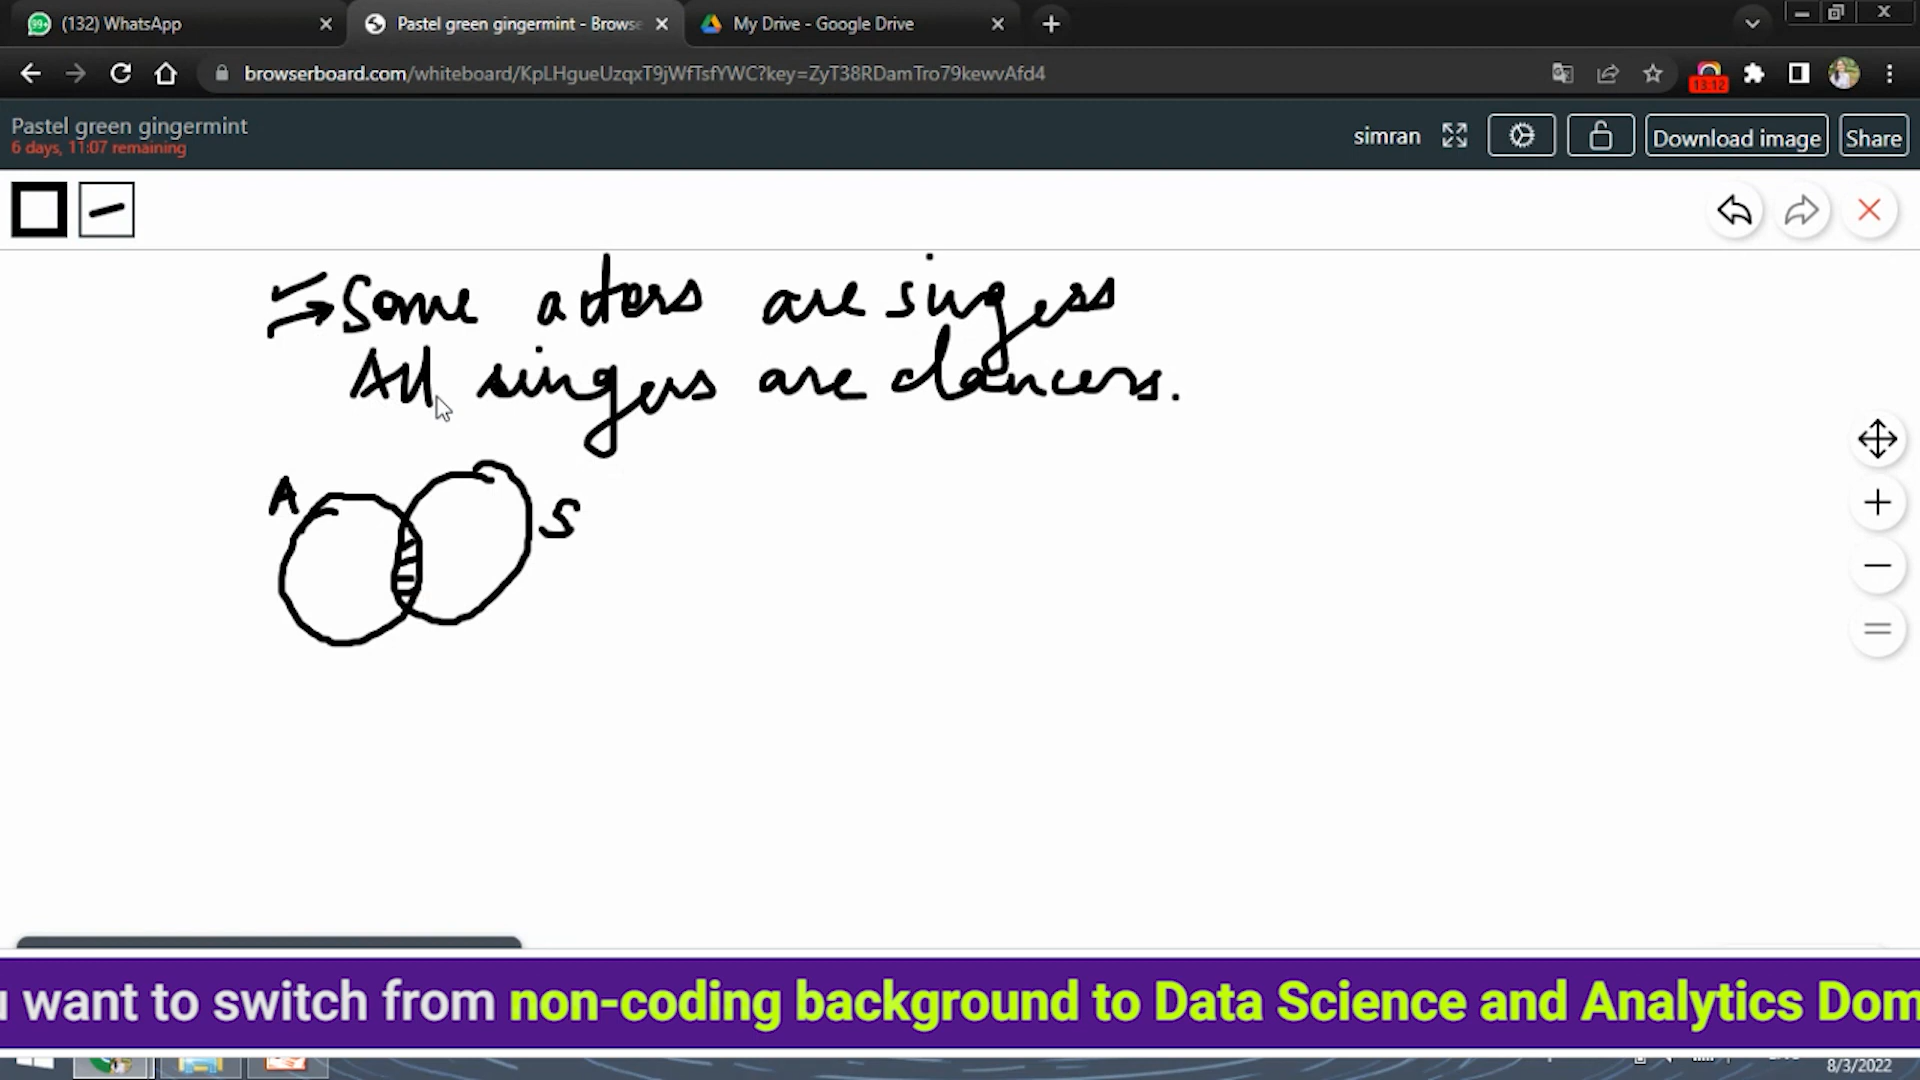 (132) WhatsApp
Pastel green gingermint - Browse
My Drive - Google Drive
browserboard.com/whiteboard/KpLHgueUzqxT9jWfTsfYWC?key=ZyT38RDamTro79kewvAfd4
13:12
Pastel green gingermint
6 days, 11:07 remaining
simran
Download image
Share
Some actors are singers
All singers are dancers.
A
S
u want to switch from non-coding background to Data Science and Analytics Dom
8/3/2022